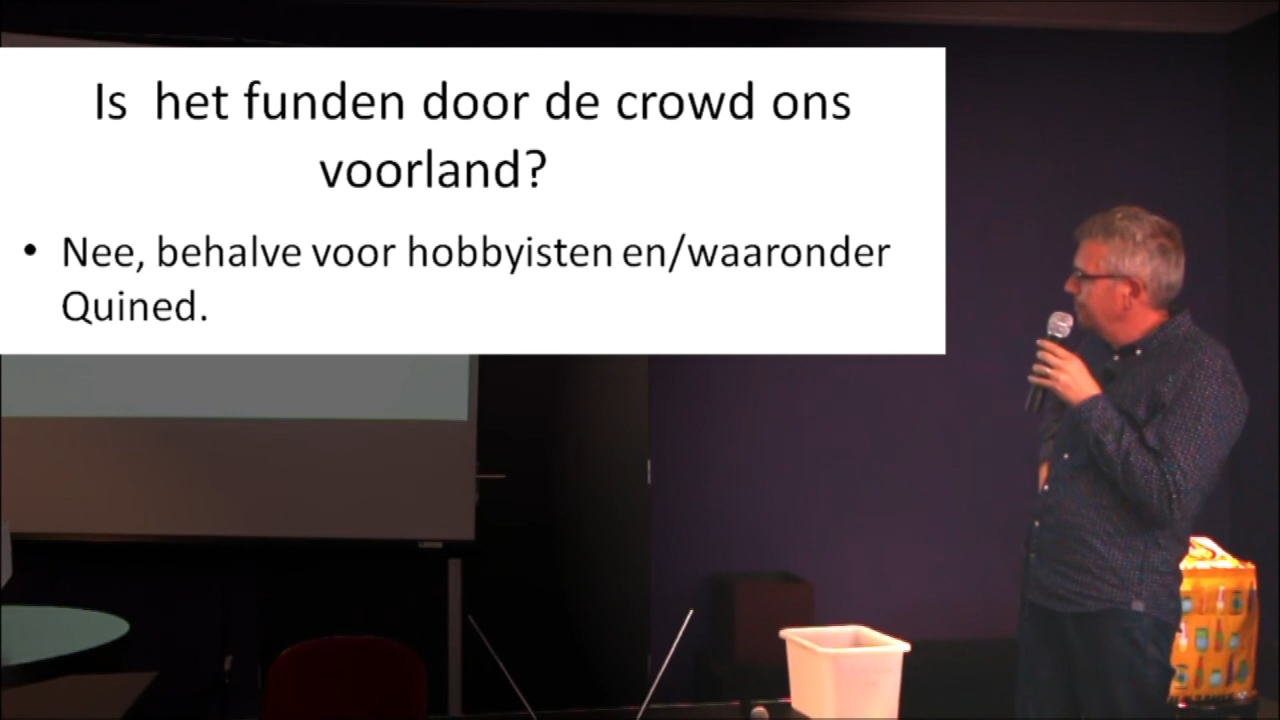 Is  het funden door de crowd ons
voorland?
• Nee, behalve voor hobbyisten en/waaronder
Quined.